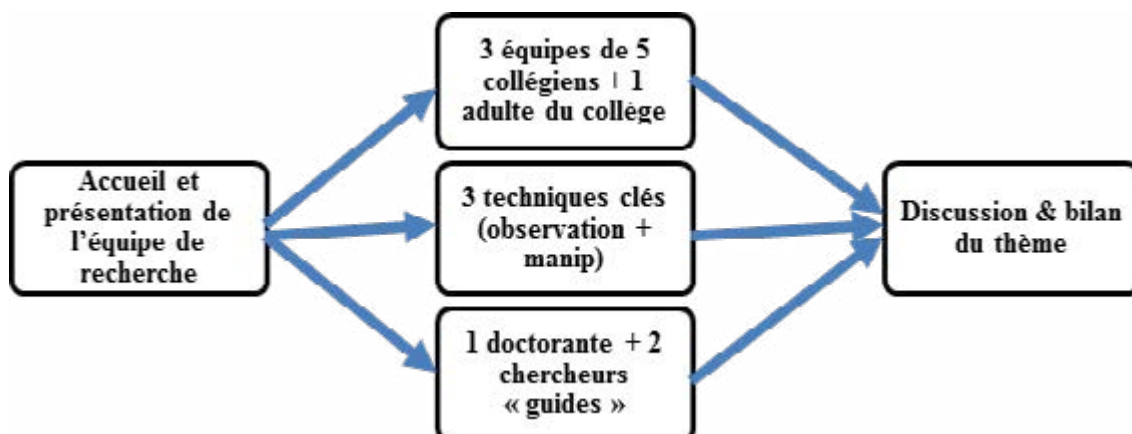 Accueil et
présentation de
l'équipe de
recherche
3 équipes de 5
collégiens + 1
adulte du collège
3 techniques clés
(observation +
manip)
1 doctorante + 2
chercheurs
« guides »
Discussion & bilan
du thème